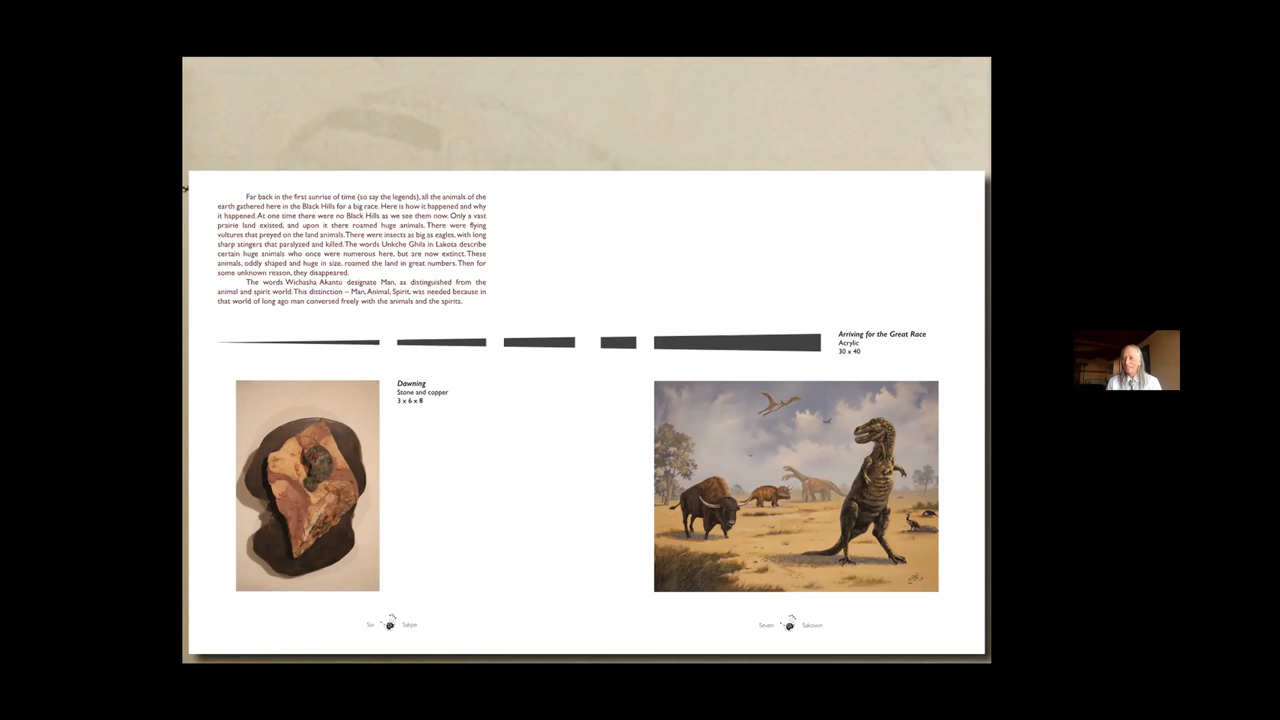 Far back in the first sunrise of time (so say the legends), all the animals of the
earth gathered here in the Black Hills for a big race. Here is how it happened and why
it happened. At one time there were no Black Hills as we see them now. Only a vast
prairie land existed, and upon it there roamed huge animals. There were flying
vultures that preyed on the land animals. There were insects as big as eagles, with long
sharp stingers that paralyzed and killed. The words Unkche Ghila in Lakota describe
certain huge animals who once were numerous here, but are now extinct. These
animals, oddly shaped and huge in size, roamed the land in great numbers. Then for
some unknown reason, they disappeared.
The words Wichasha Akantu designate Man, as distinguished from the
animal and spirit world. This distinction – Man, Animal, Spirit, was needed because in
that world of long ago man conversed freely with the animals and the spirits.
Arriving for the Great Race
Acrylic
30 x 40
Dawning
Stone and copper
3 x 6 x 8
Six Sakpe
Seven Sakowin